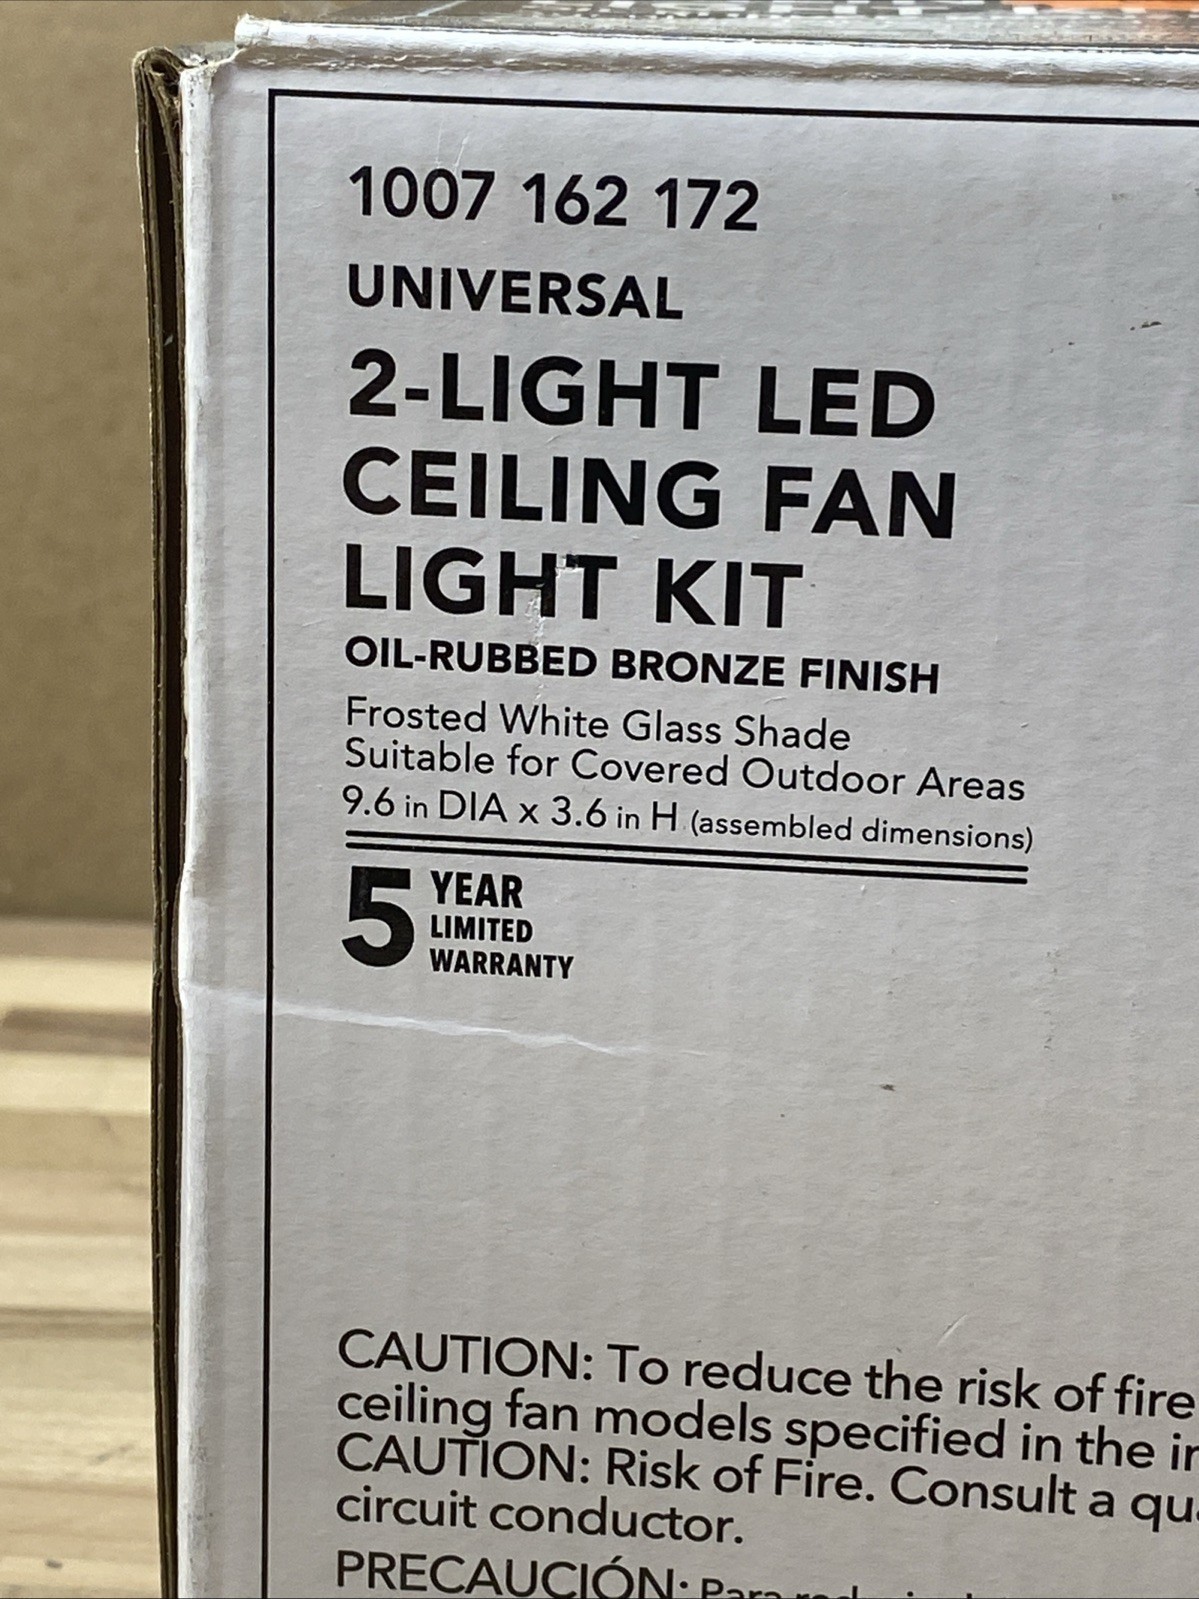 1007 162 172
UNIVERSAL
2-LIGHT LED
CEILING FAN
LIGHT KIT
OIL-RUBBED BRONZE FINISH
Frosted White Glass Shade
Suitable for Covered Outdoor Areas
9.6 in DIA x 3.6 in H (assembled dimensions)
5 YEAR
LIMITED
WARRANTY
CAUTION: To reduce the risk of fire
ceiling fan models specified in the
CAUTION: Risk of Fire. Consult a
circuit conductor.
PRECAUCIÓN: Para